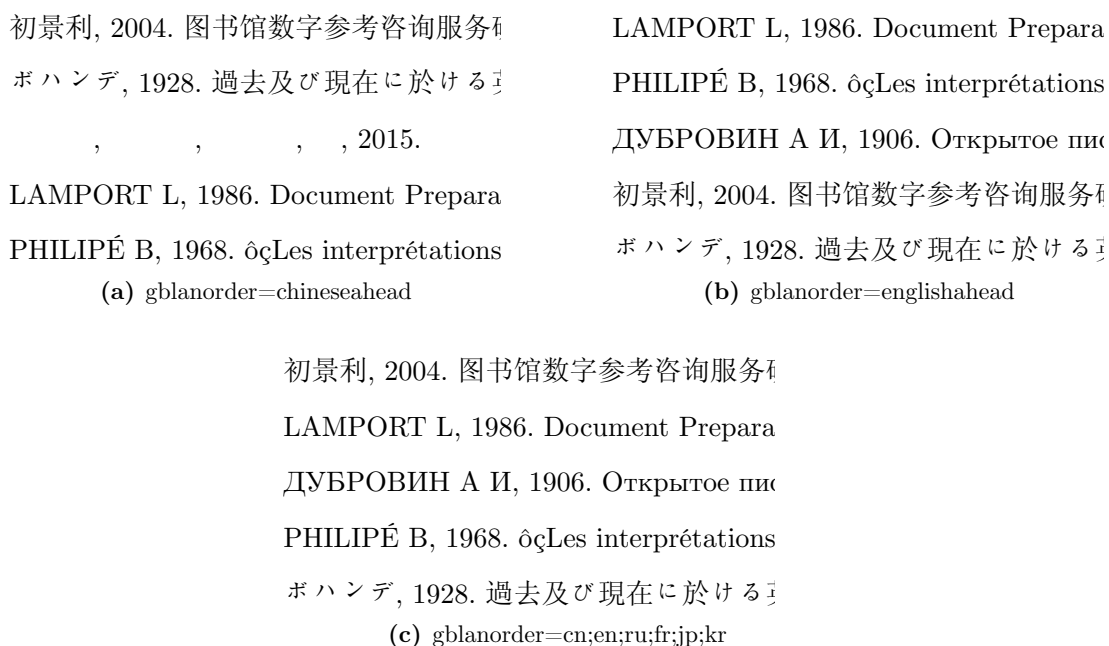 初景利, 2004. 图书馆数字参考咨询服务
ボハンデ, 1928. 過去及び現在に於ける
, , , , 2015.
LAMPORT L, 1986. Document Prepara
PHILIPÉ B, 1968. ôçLes interprétations
(a) gblanorder=chineseahead
LAMPORT L, 1986. Document Prepara
PHILIPÉ B, 1968. ôçLes interprétations
ДУБРОВИН А И, 1906. Открытое пис
初景利, 2004. 图书馆数字参考咨询服务
ボハンデ, 1928. 過去及び現在に於ける
(b) gblanorder=englishahead
初景利, 2004. 图书馆数字参考咨询服务
LAMPORT L, 1986. Document Prepara
ДУБРОВИН А И, 1906. Открытое пис
PHILIPÉ B, 1968. ôçLes interprétations
ボハンデ, 1928. 過去及び現在に於ける
(c) gblanorder=cn;en;ru;fr;jp;kr